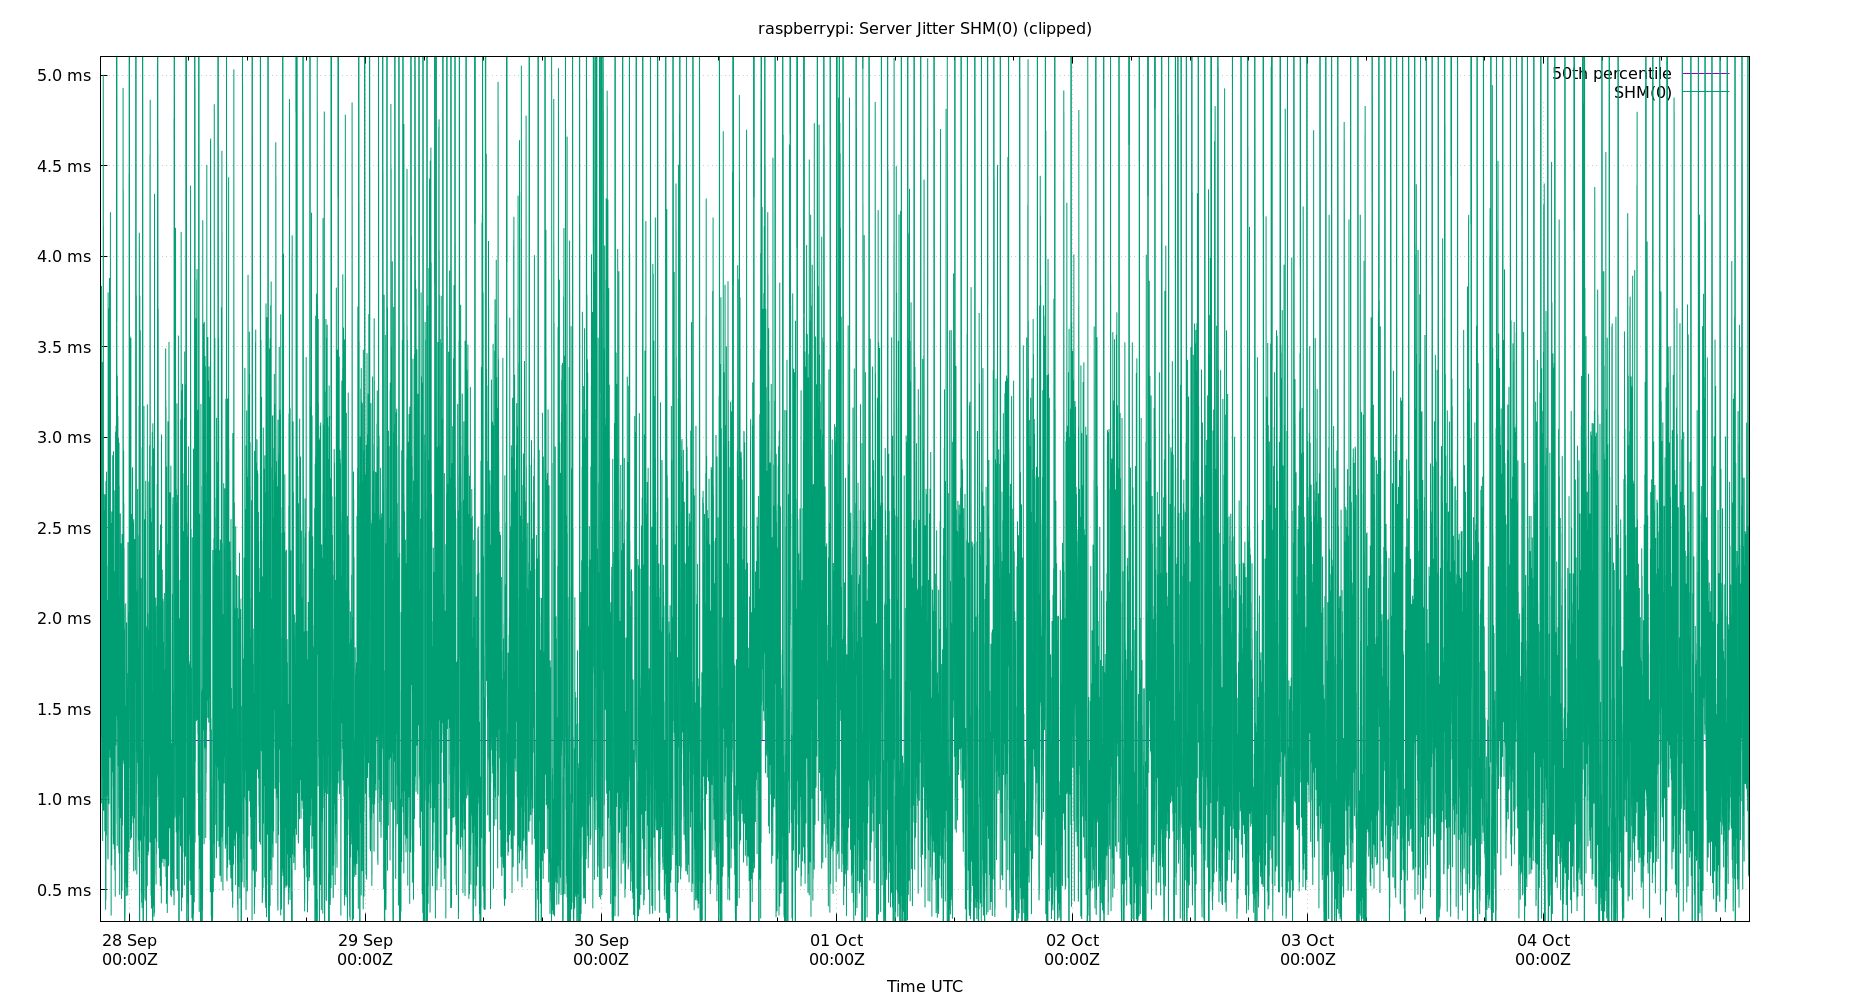 raspberrypi: Server Jitter SHM(0) (clipped)
5.0 ms
50th percentile
SHM(0)
4.5 ms
4.0 ms
3.5 ms
3.0 ms
2.5 ms
2.0 ms
1.5 ms
1.0 ms
0.5 ms
28 Sep 29 Sep 30 Sep 01 Oct 02 Oct 03 Oct 04 Oct
00:00Z 00:00Z 00:00Z 00:00Z 00:00Z 00:00Z 00:00Z
Time UTC